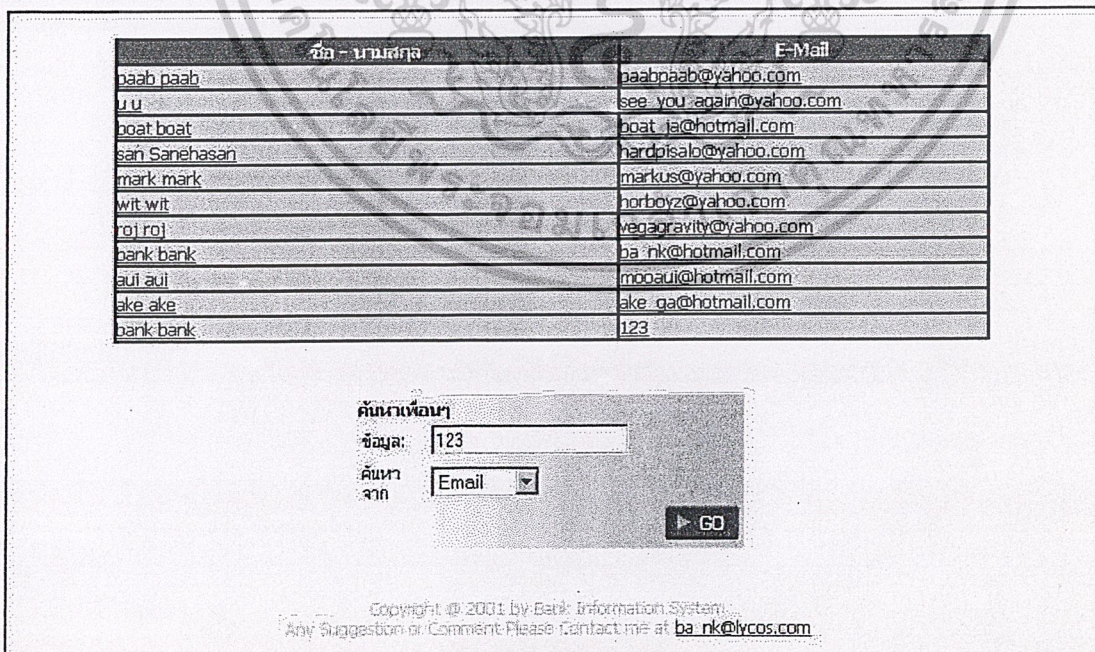 ชื่อ - นามสกุล E-Mail
paab paab paabpaab@yahoo.com
u u see_you_again@yahoo.com
boat boat boat_ja@hotmail.com
san Sanehasan hardpisalo@yahoo.com
mark mark markus@yahoo.com
wit wit horboyz@yahoo.com
roj roj vegagravity@yahoo.com
bank bank ba_nk@hotmail.com
aui aui mooaui@hotmail.com
ake ake ake_ga@hotmail.com
bank bank 123
ค้นหาเพื่อนๆ
ข้อมูล: 123
ค้นหา
จาก Email
GO
Copyright @ 2001 by Bank Information System
Any Suggestion or Comment Please Contact me at ba_nk@lycos.com